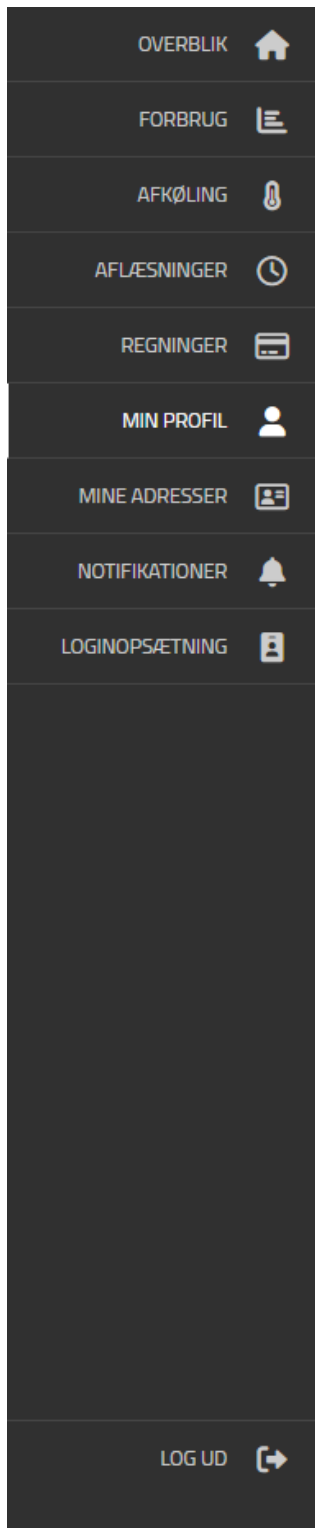 OVERBLIK
FORBRUG
AFKØLING
AFLÆSNINGER
REGNINGER
MIN PROFIL
MINE ADRESSER
NOTIFIKATIONER
LOGINOPSÆTNING
LOG UD